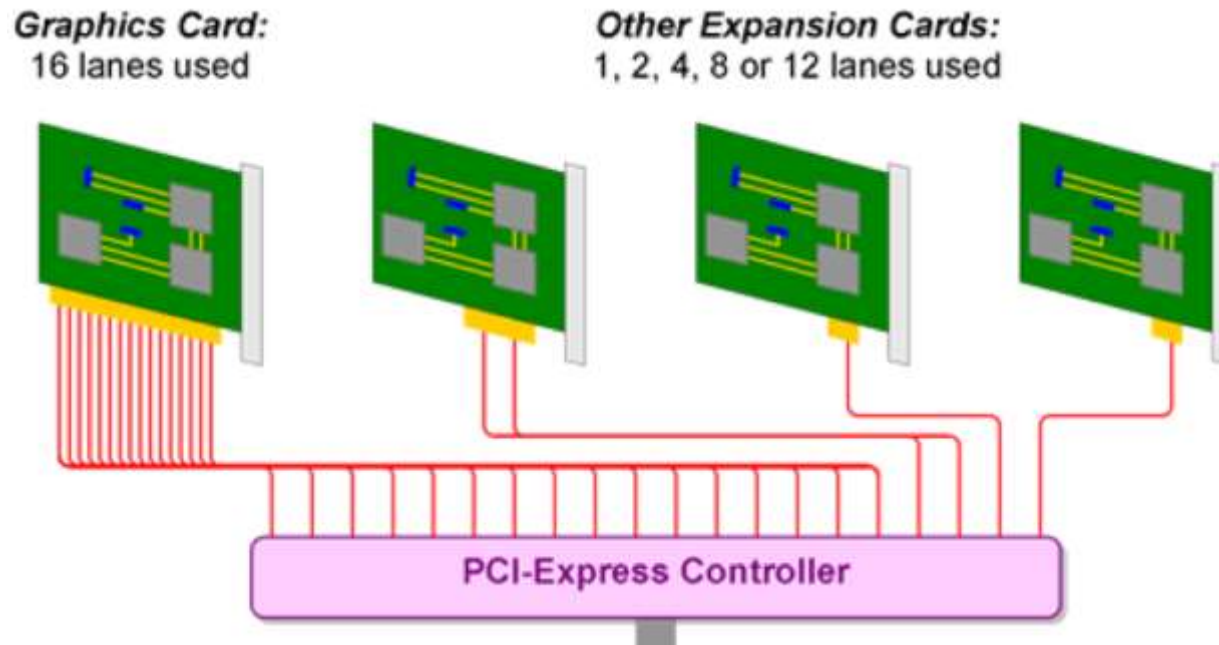 Graphics Card:
16 lanes used
Other Expansion Cards:
1, 2, 4, 8 or 12 lanes used
PCI-Express Controller